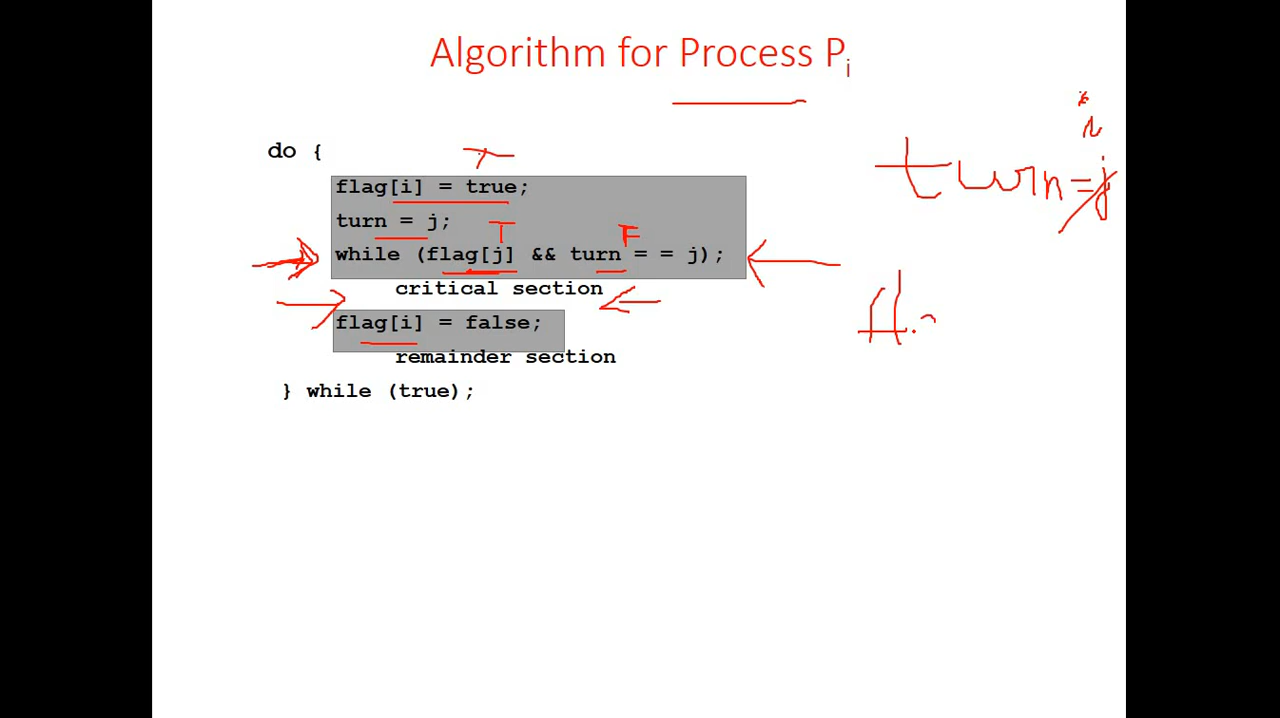 Algorithm for Process Pi
do {
T
flag[i] = true;
turn = j;
T F
while (flag[j] && turn = = j);
critical section
flag[i] = false;
remainder section
} while (true);
i
turn = j